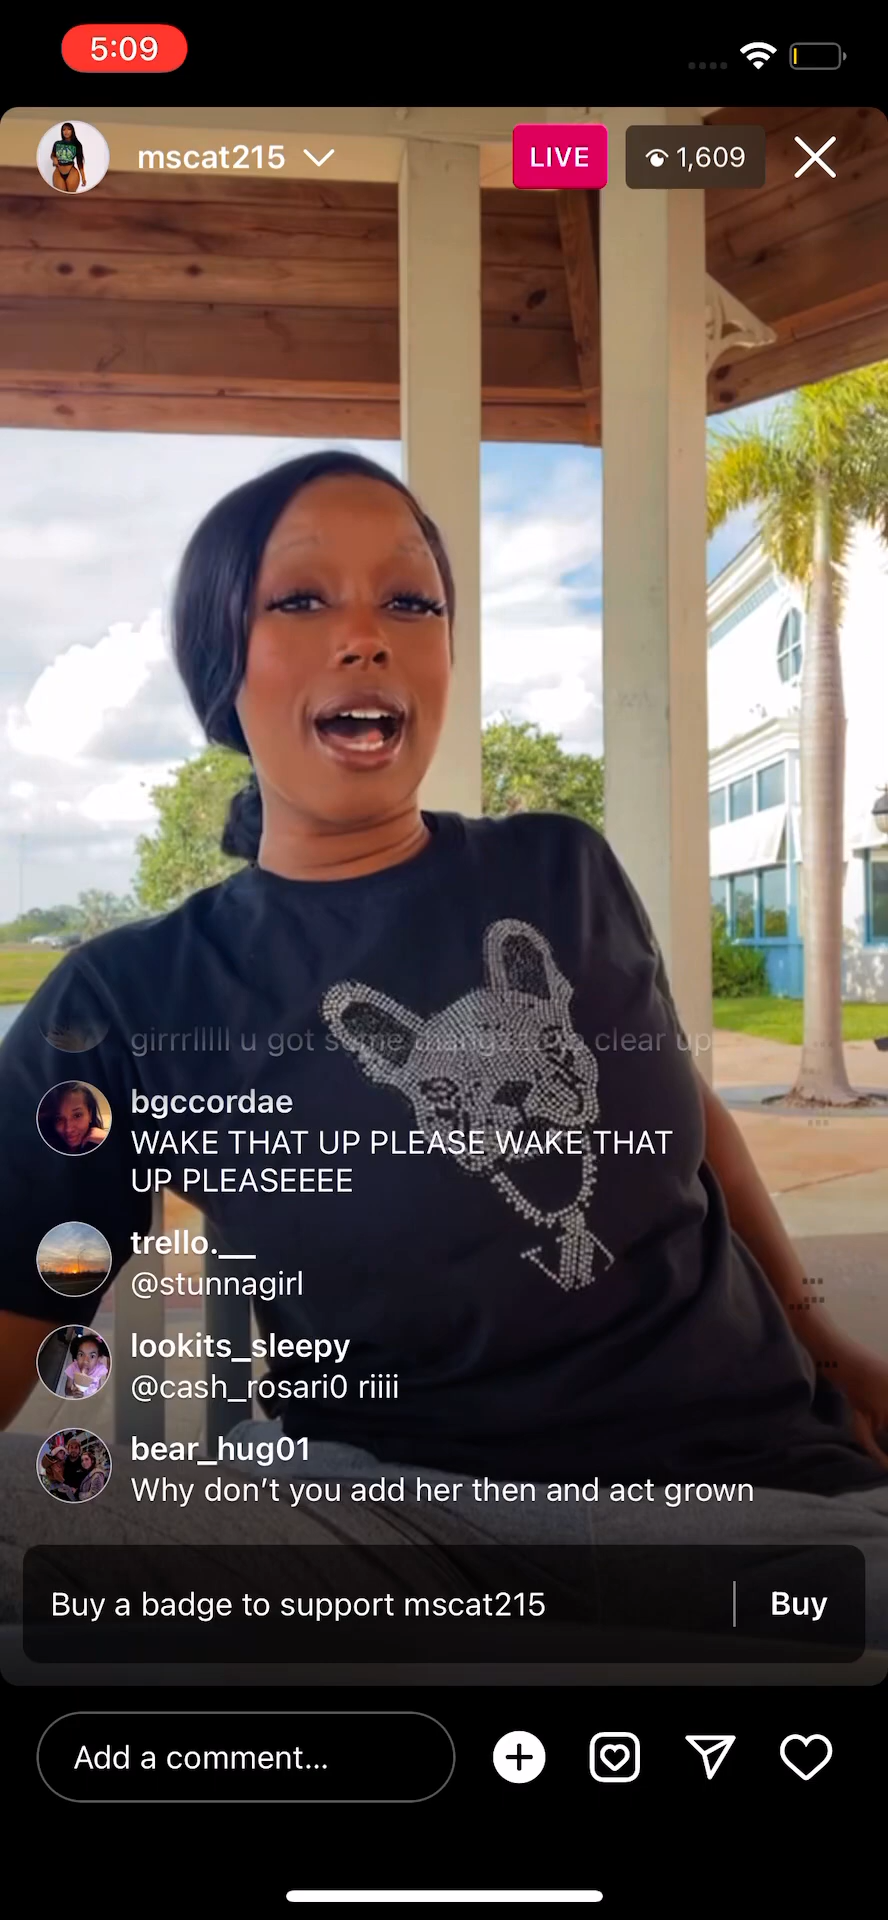 5:09
mscat215
LIVE
1,609
girrrlllll u got some clear up
bgccordae
WAKE THAT UP PLEASE WAKE THAT
UP PLEASEEEE
trello.__
@stunnagirl
lookits_sleepy
@cash_rosari0 riiii
bear_hug01
Why don’t you add her then and act grown
Buy a badge to support mscat215
Buy
Add a comment...